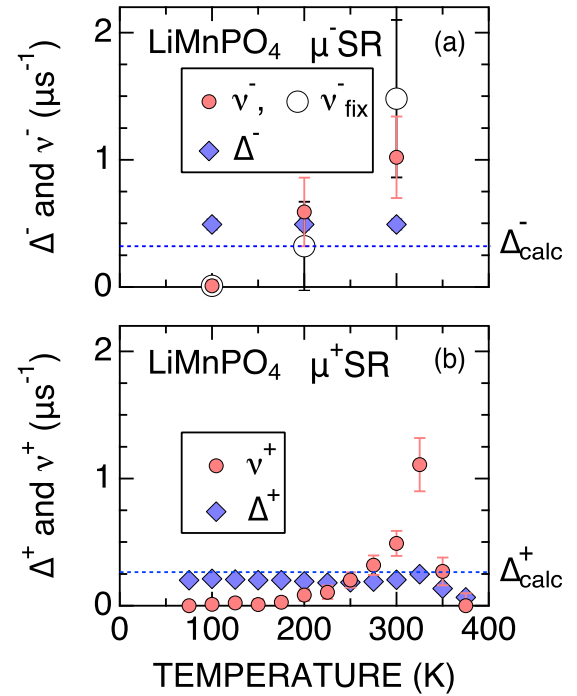 LiMnPO₄ μ⁻SR (a)
ν⁻, ν⁻fix
Δ⁻
Δ⁻ and ν⁻ (μs⁻¹)
2
1
0
Δ⁻calc
LiMnPO₄ μ⁺SR (b)
ν⁺
Δ⁺
Δ⁺ and ν⁺ (μs⁻¹)
2
1
0
Δ⁺calc
0 100 200 300 400
TEMPERATURE (K)